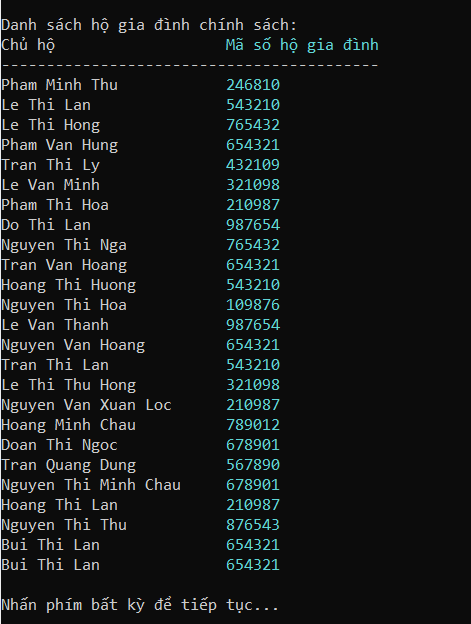 Danh sách hộ gia đình chính sách:
Chủ hộ Mã số hộ gia đình
------------------------------------------
Pham Minh Thu 246810
Le Thi Lan 543210
Le Thi Hong 765432
Pham Van Hung 654321
Tran Thi Ly 432109
Le Van Minh 321098
Pham Thi Hoa 210987
Do Thi Lan 987654
Nguyen Thi Nga 765432
Tran Van Hoang 654321
Hoang Thi Huong 543210
Nguyen Thi Hoa 109876
Le Van Thanh 987654
Nguyen Van Hoang 654321
Tran Thi Lan 543210
Le Thi Thu Hong 321098
Nguyen Van Xuan Loc 210987
Hoang Minh Chau 789012
Doan Thi Ngoc 678901
Tran Quang Dung 567890
Nguyen Thi Minh Chau 678901
Hoang Thi Lan 210987
Nguyen Thi Thu 876543
Bui Thi Lan 654321
Bui Thi Lan 654321
Nhấn phím bất kỳ để tiếp tục...